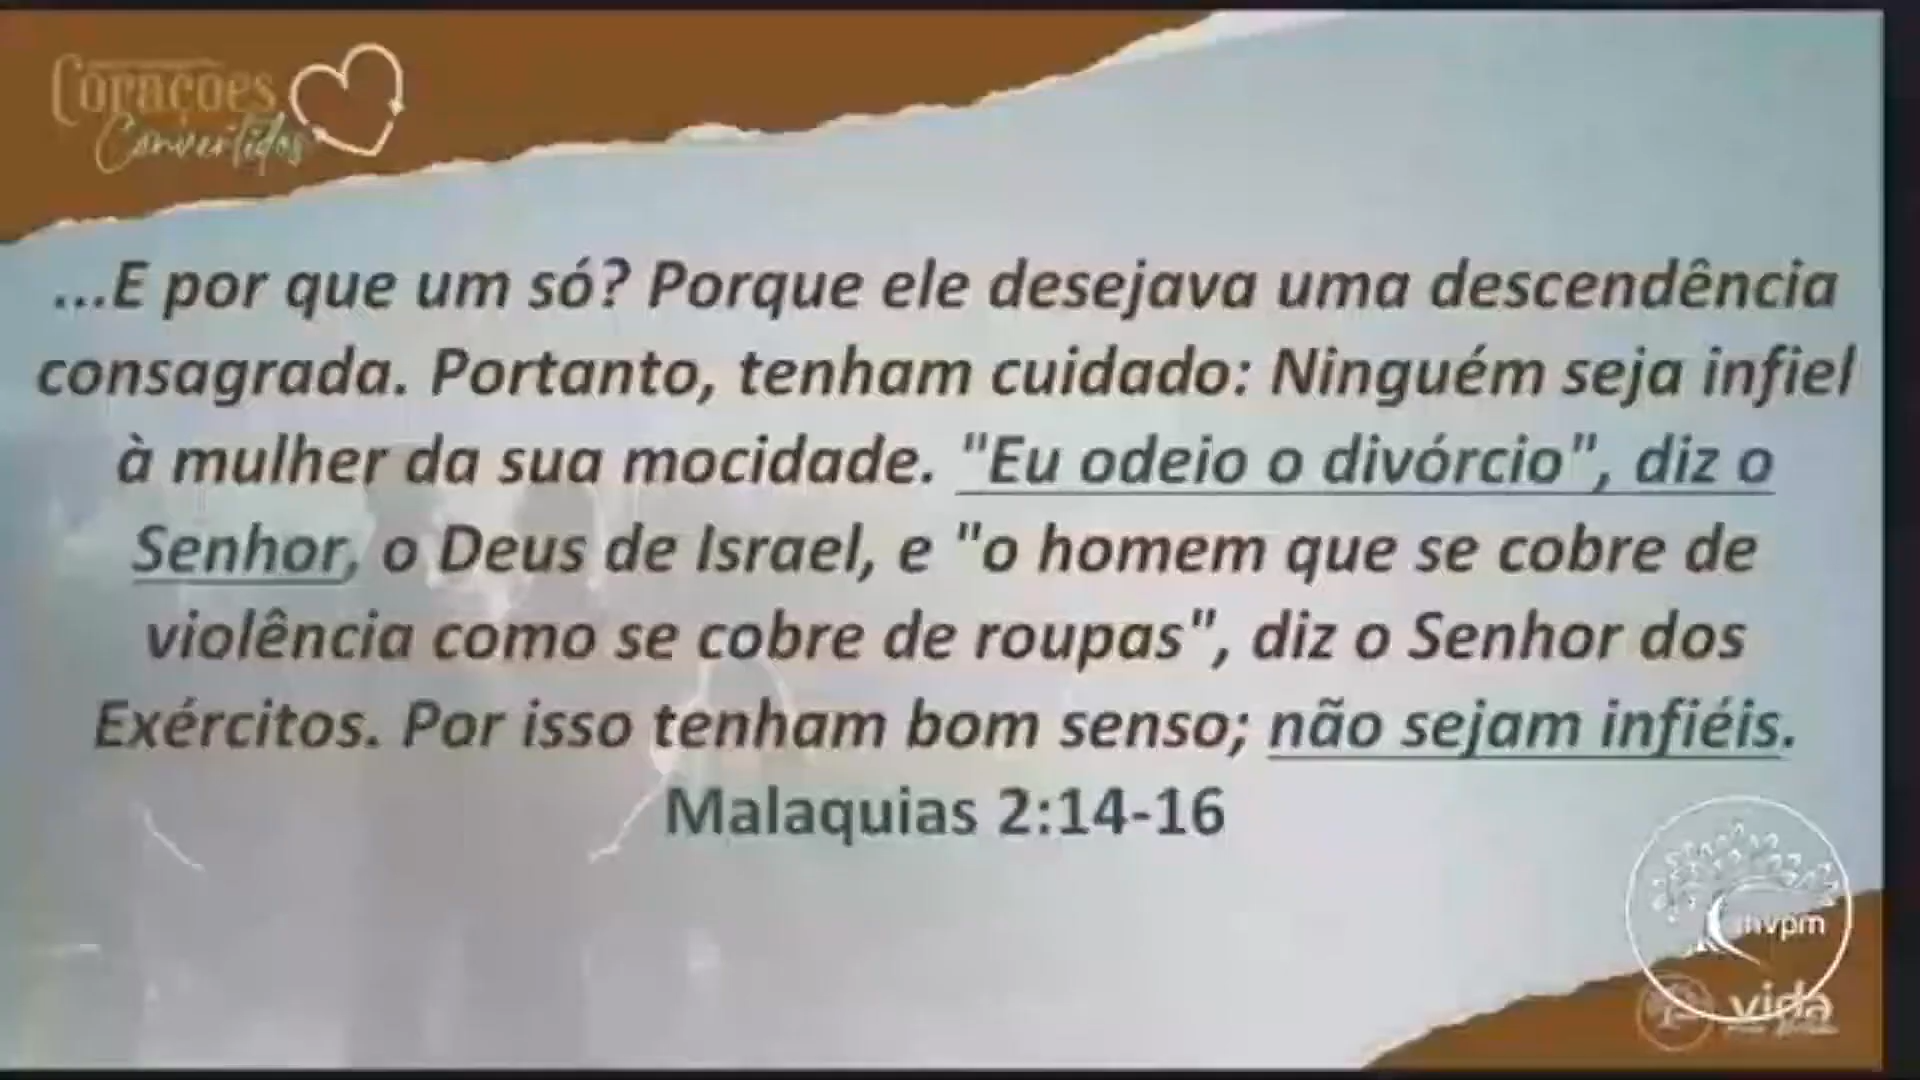 Corações
Convertidos
...E por que um só? Porque ele desejava uma descendência
consagrada. Portanto, tenham cuidado: Ninguém seja infiel
à mulher da sua mocidade. "Eu odeio o divórcio", diz o
Senhor, o Deus de Israel, e "o homem que se cobre de
violência como se cobre de roupas", diz o Senhor dos
Exércitos. Por isso tenham bom senso; não sejam infiéis.
Malaquias 2:14-16
mvpm
vida